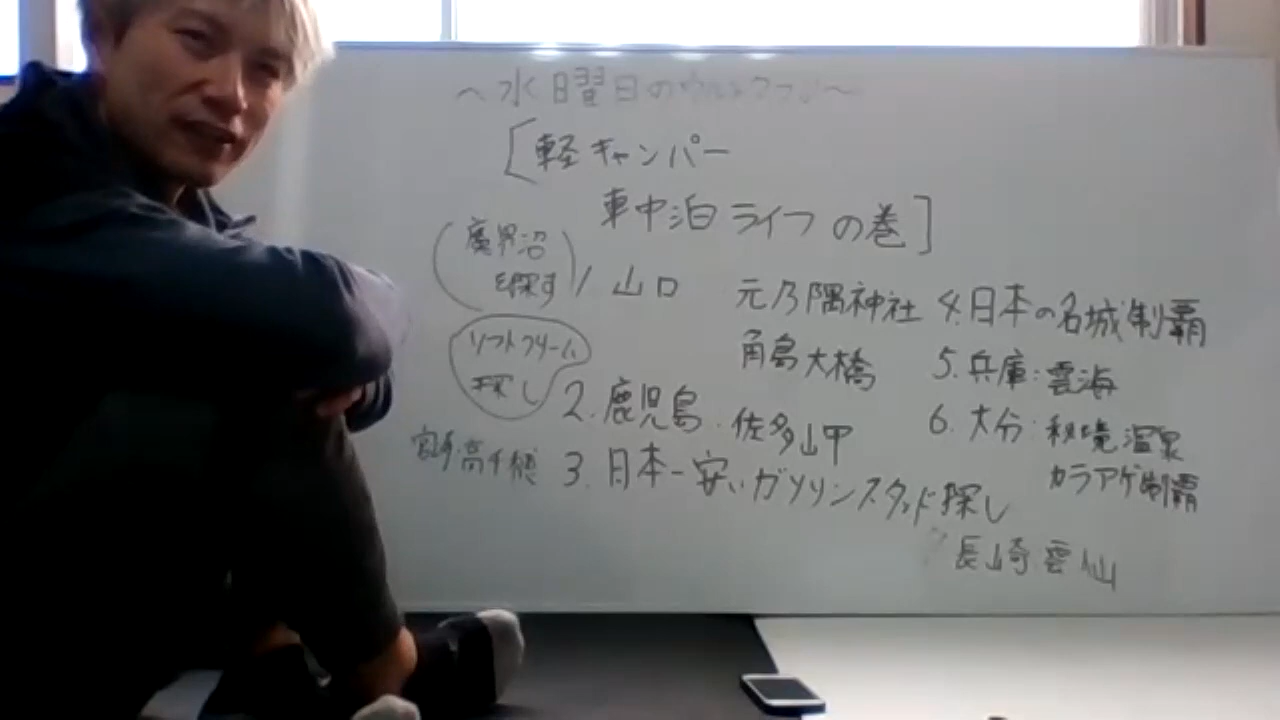 〜水曜日の
[軽キャンパー
車中泊ライフの巻]
(魔界沼
を探す)
1 山口 元乃隅神社
角島大橋
ソフトクリーム
探し
2. 鹿児島. 佐多山甲
宮崎.高千穂
3. 日本一安いガソリンスタンド探し
4.日本の名城制覇
5.兵庫:雲海
6.大分:秘境温泉
カラアゲ制覇
長崎雲仙